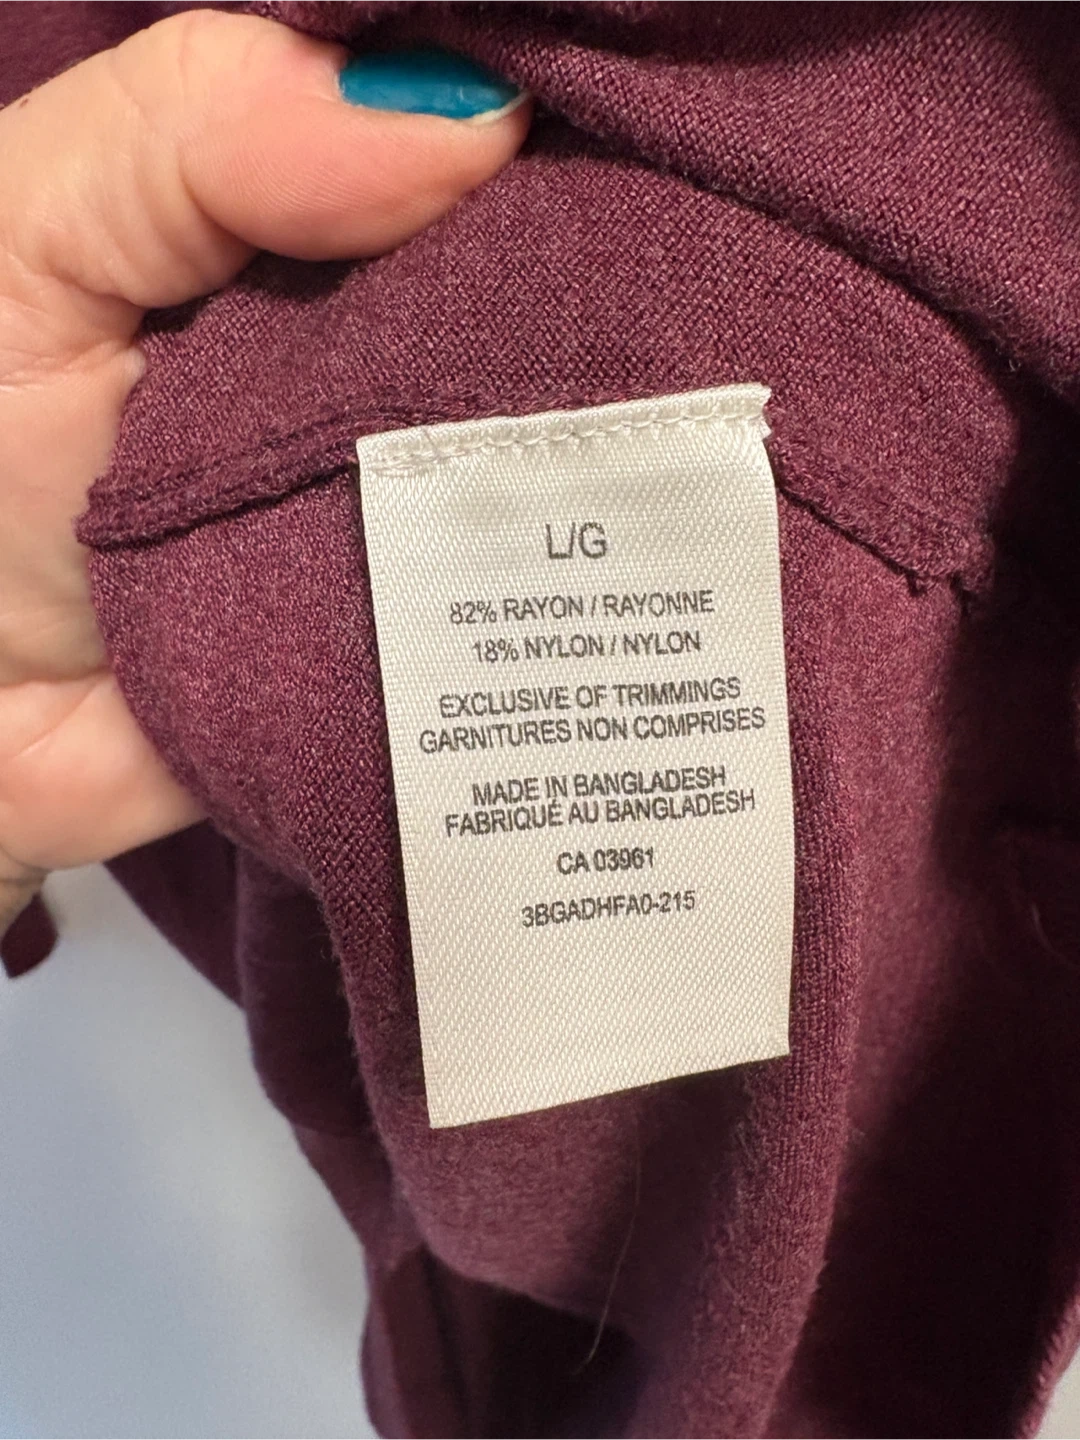 L/G
82% RAYON / RAYONNE
18% NYLON / NYLON
EXCLUSIVE OF TRIMMINGS
GARNITURES NON COMPRISES
MADE IN BANGLADESH
FABRIQUÉ AU BANGLADESH
CA 03961
3BGADHFA0-215